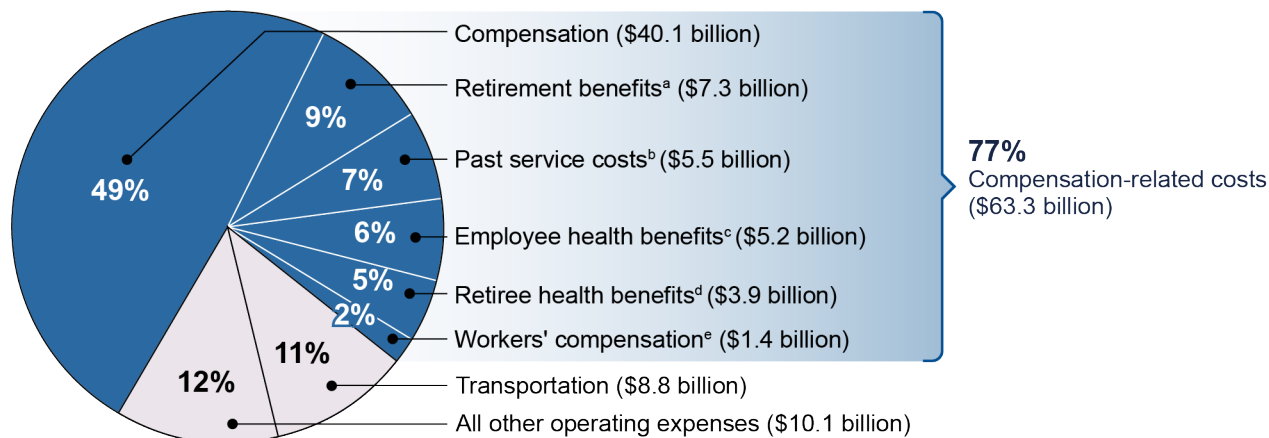 Compensation ($40.1 billion)
9%
Retirement benefitsᵃ ($7.3 billion)
7%
Past service costsᵇ ($5.5 billion)
49%
6%
Employee health benefitsᶜ ($5.2 billion)
5%
Retiree health benefitsᵈ ($3.9 billion)
2%
Workers' compensationᵉ ($1.4 billion)
77%
Compensation-related costs
($63.3 billion)
11%
Transportation ($8.8 billion)
12%
All other operating expenses ($10.1 billion)